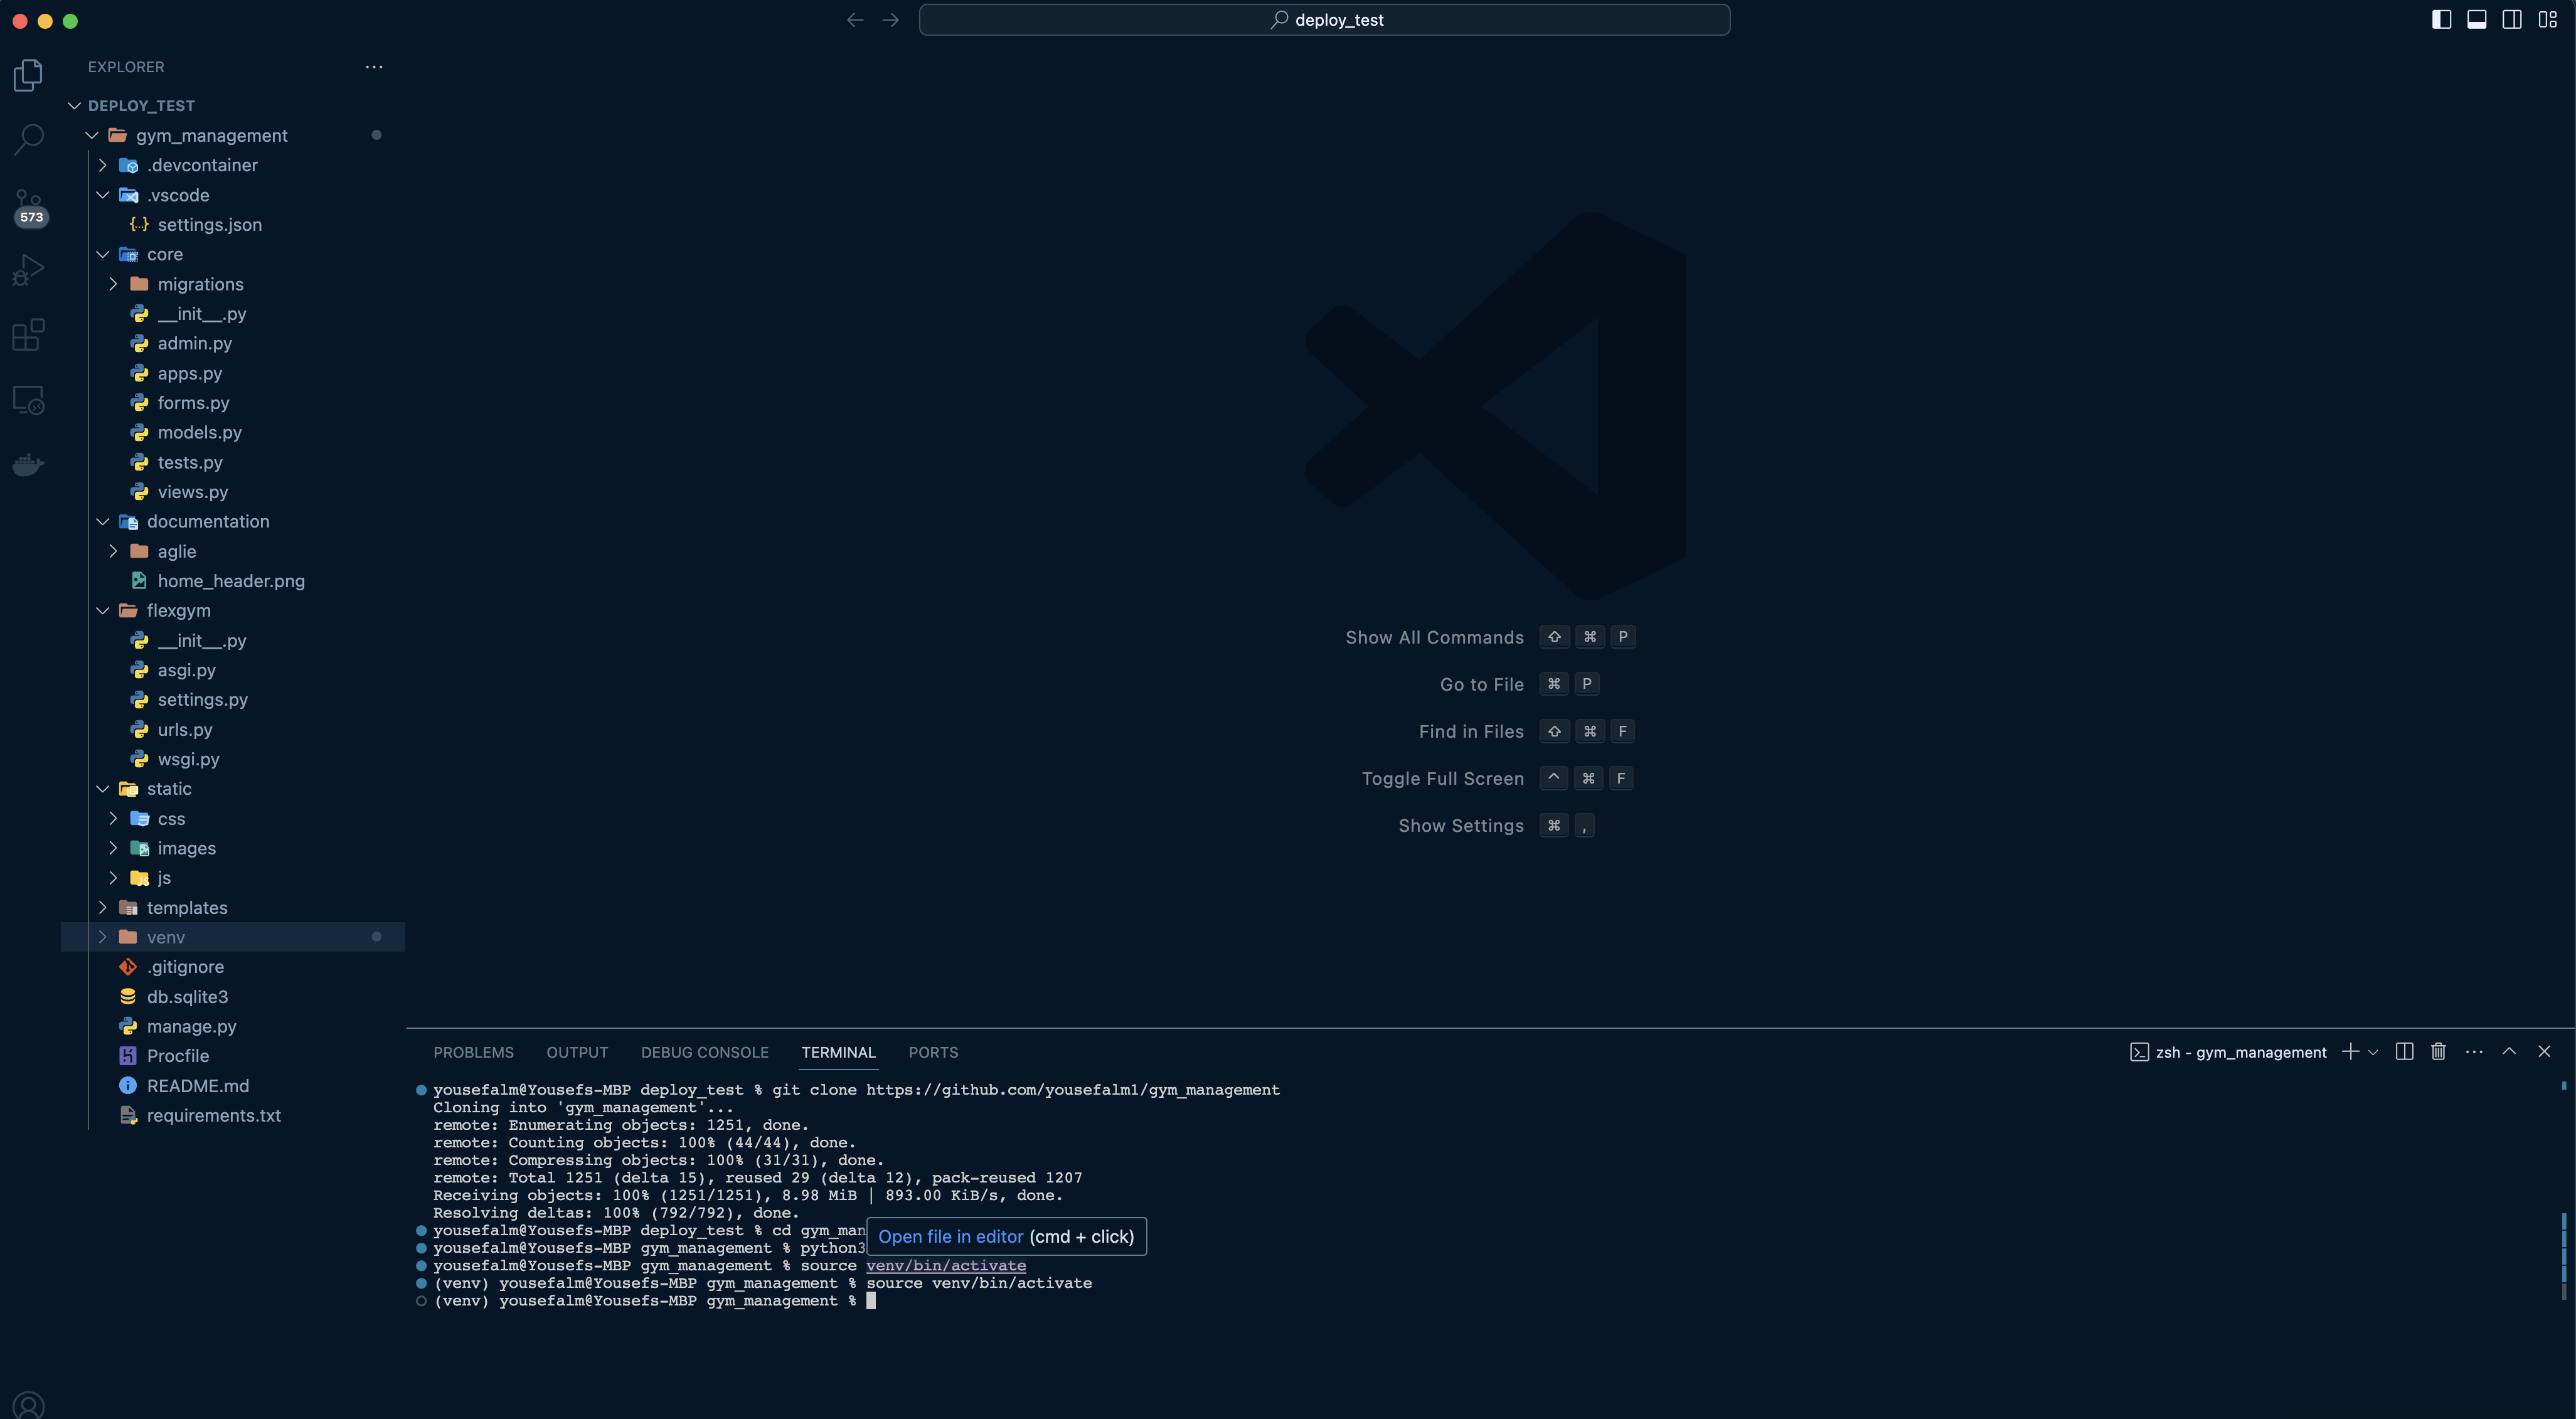 deploy_test
EXPLORER
DEPLOY_TEST
gym_management
.devcontainer
.vscode
settings.json
573
core
migrations
__init__.py
admin.py
apps.py
forms.py
models.py
tests.py
views.py
documentation
aglie
home_header.png
flexgym
__init__.py
asgi.py
settings.py
urls.py
wsgi.py
static
css
images
js
templates
venv
.gitignore
db.sqlite3
manage.py
Procfile
README.md
requirements.txt
Show All Commands ⇧ ⌘ P
Go to File ⌘ P
Find in Files ⇧ ⌘ F
Toggle Full Screen ^ ⌘ F
Show Settings ⌘ ,
PROBLEMS OUTPUT DEBUG CONSOLE TERMINAL PORTS zsh - gym_management
yousefalm@Yousefs-MBP deploy_test % git clone https://github.com/yousefalm1/gym_management
Cloning into 'gym_management'...
remote: Enumerating objects: 1251, done.
remote: Counting objects: 100% (44/44), done.
remote: Compressing objects: 100% (31/31), done.
remote: Total 1251 (delta 15), reused 29 (delta 12), pack-reused 1207
Receiving objects: 100% (1251/1251), 8.98 MiB | 893.00 KiB/s, done.
Resolving deltas: 100% (792/792), done.
yousefalm@Yousefs-MBP deploy_test % cd gym_man
Open file in editor (cmd + click)
yousefalm@Yousefs-MBP gym_management % python3
yousefalm@Yousefs-MBP gym_management % source venv/bin/activate
(venv) yousefalm@Yousefs-MBP gym_management % source venv/bin/activate
(venv) yousefalm@Yousefs-MBP gym_management %